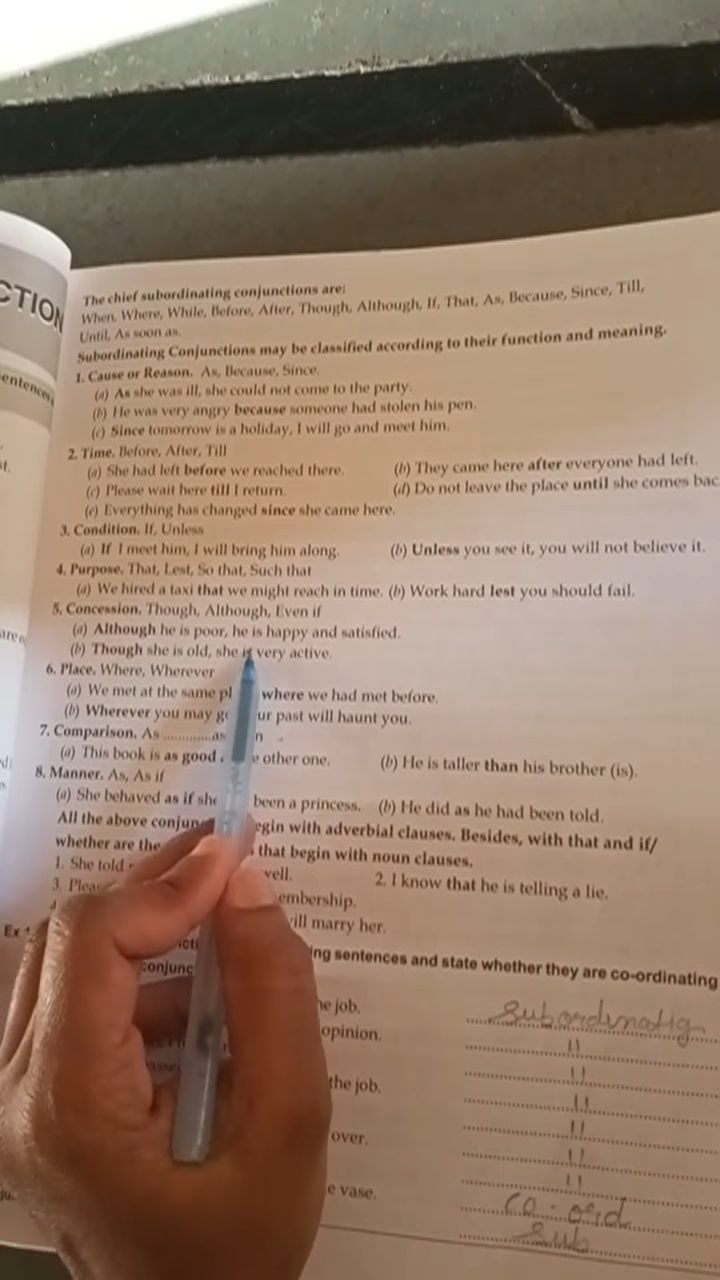 CTION
entences,
The chief subordinating conjunctions are:
When, Where, While, Before, After, Though, Although, If, That, As, Because, Since, Till,
Until, As soon as.
Subordinating Conjunctions may be classified according to their function and meaning.
1. Cause or Reason. As, Because, Since.
(a) As she was ill, she could not come to the party.
(b) He was very angry because someone had stolen his pen.
(c) Since tomorrow is a holiday, I will go and meet him.
2. Time. Before, After, Till
(a) She had left before we reached there. (b) They came here after everyone had left.
(c) Please wait here till I return. (d) Do not leave the place until she comes bac
(e) Everything has changed since she came here.
3. Condition. If, Unless
(a) If I meet him, I will bring him along. (b) Unless you see it, you will not believe it.
4. Purpose. That, Lest, So that, Such that
(a) We hired a taxi that we might reach in time. (b) Work hard lest you should fail.
5. Concession. Though, Although, Even if
(a) Although he is poor, he is happy and satisfied.
(b) Though she is old, she is very active.
6. Place. Where, Wherever
(a) We met at the same pl where we had met before.
(b) Wherever you may g ur past will haunt you.
7. Comparison. As ............as n
(a) This book is as good e other one. (b) He is taller than his brother (is).
8. Manner. As, As if
(a) She behaved as if she been a princess. (b) He did as he had been told.
All the above conjun egin with adverbial clauses. Besides, with that and if/
whether are the that begin with noun clauses.
1. She told well. 2. I know that he is telling a lie.
3. Pleas embership.
ill marry her.
Ex ing sentences and state whether they are co-ordinating
conjunc
he job. subordinatig
opinion. 11
11
the job. 11
over. 11
11
e vase. 11
co-ord
sub